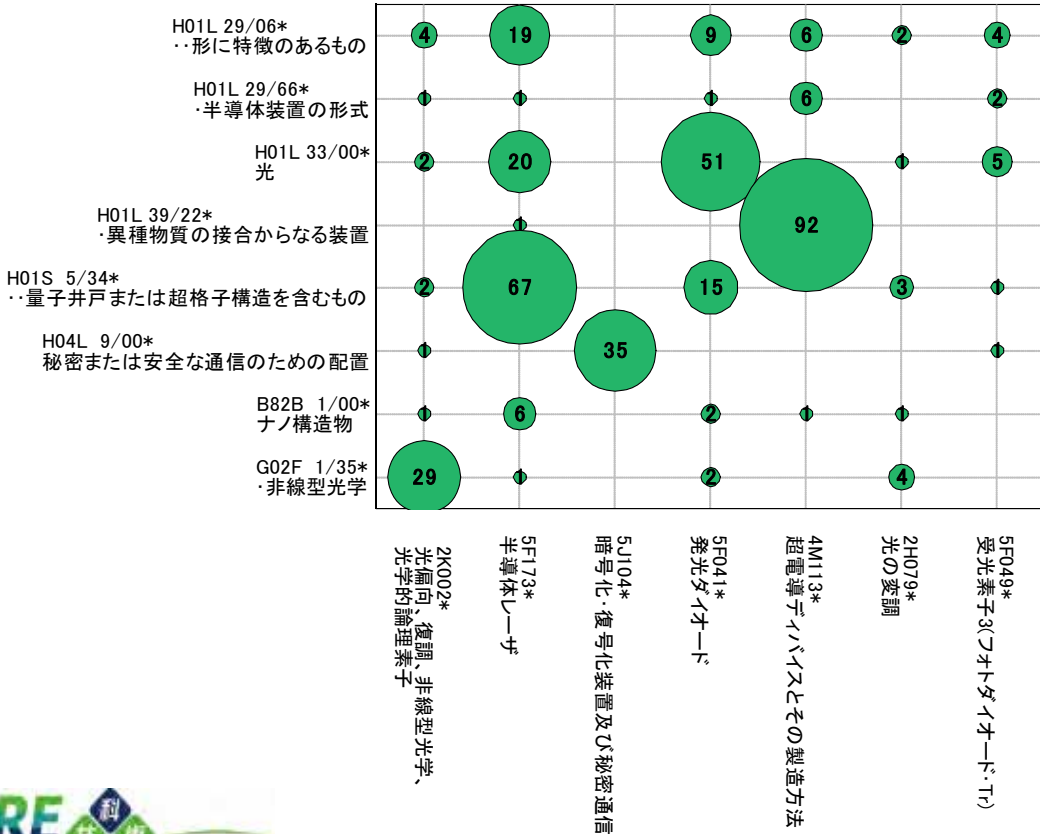 H01L 29/06*
‥形に特徴のあるもの
4
19
9
6
2
4
H01L 29/66*
・半導体装置の形式
1
1
1
6
2
H01L 33/00*
光
2
20
51
1
5
H01L 39/22*
・異種物質の接合からなる装置
1
92
H01S 5/34*
‥量子井戸または超格子構造を含むもの
2
67
15
3
1
H04L 9/00*
秘密または安全な通信のための配置
1
35
1
B82B 1/00*
ナノ構造物
1
6
2
1
1
G02F 1/35*
・非線型光学
29
1
2
4
2K002*
光偏向、復調、非線型光学、
光学的論理素子
5F173*
半導体レーザ
5J104*
暗号化・復号化装置及び秘密通信
5F041*
発光ダイオード
4M113*
超電導ディバイスとその製造方法
2H079*
光の変調
5F049*
受光素子3(フォトダイオード・Tr)
RE
科